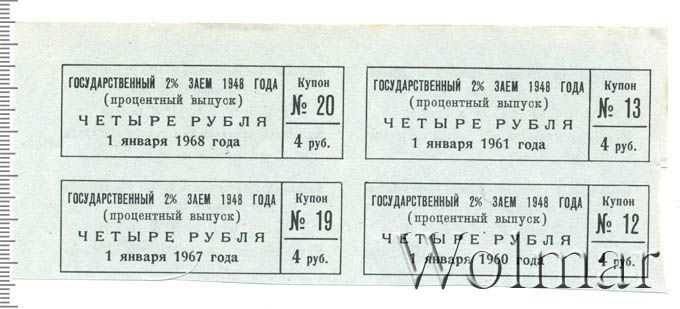 ГОСУДАРСТВЕННЫЙ 2% ЗАЕМ 1948 ГОДА
(процентный выпуск)
ЧЕТЫРЕ РУБЛЯ
1 января 1968 года
Купон
№ 20
4 руб.
ГОСУДАРСТВЕННЫЙ 2% ЗАЕМ 1948 ГОДА
(процентный выпуск)
ЧЕТЫРЕ РУБЛЯ
1 января 1961 года
Купон
№ 13
4 руб.
ГОСУДАРСТВЕННЫЙ 2% ЗАЕМ 1948 ГОДА
(процентный выпуск)
ЧЕТЫРЕ РУБЛЯ
1 января 1967 года
Купон
№ 19
4 руб.
ГОСУДАРСТВЕННЫЙ 2% ЗАЕМ 1948 ГОДА
(процентный выпуск)
ЧЕТЫРЕ РУБЛЯ
1 января 1960 года
Купон
№ 12
4 руб.
Wolmar